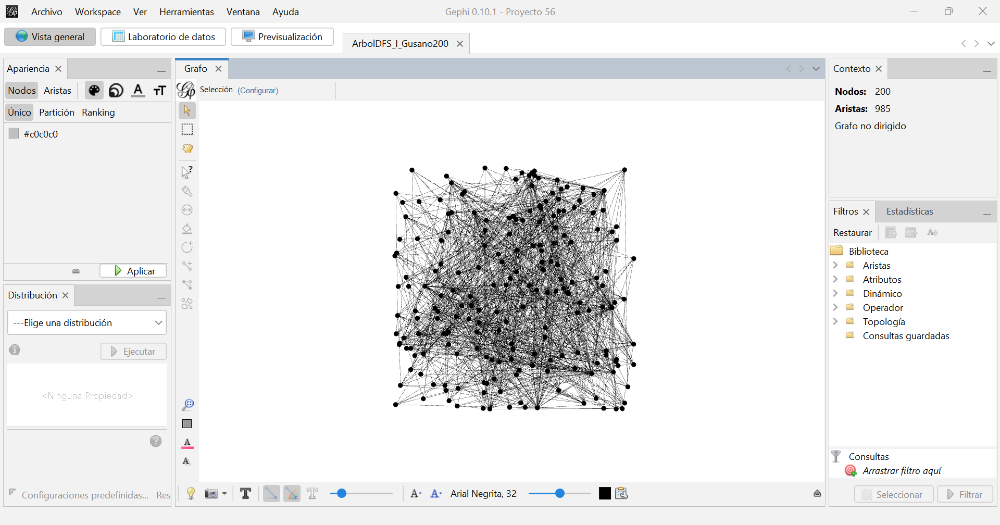 Archivo Workspace Ver Herramientas Ventana Ayuda
Gephi 0.10.1 - Proyecto 56
Vista general
Laboratorio de datos
Previsualización
ArbolDFS_I_Gusano200
Apariencia
Nodos Aristas
Único Partición Ranking
#c0c0c0
Aplicar
Distribución
---Elige una distribución
Ejecutar
<Ninguna Propiedad>
Configuraciones predefinidas... Res
Grafo
Selección (Configurar)
Arial Negrita, 32
Contexto
Nodos: 200
Aristas: 985
Grafo no dirigido
Filtros Estadísticas
Restaurar
Biblioteca
Aristas
Atributos
Dinámico
Operador
Topología
Consultas guardadas
Consultas
Arrastrar filtro aquí
Seleccionar
Filtrar